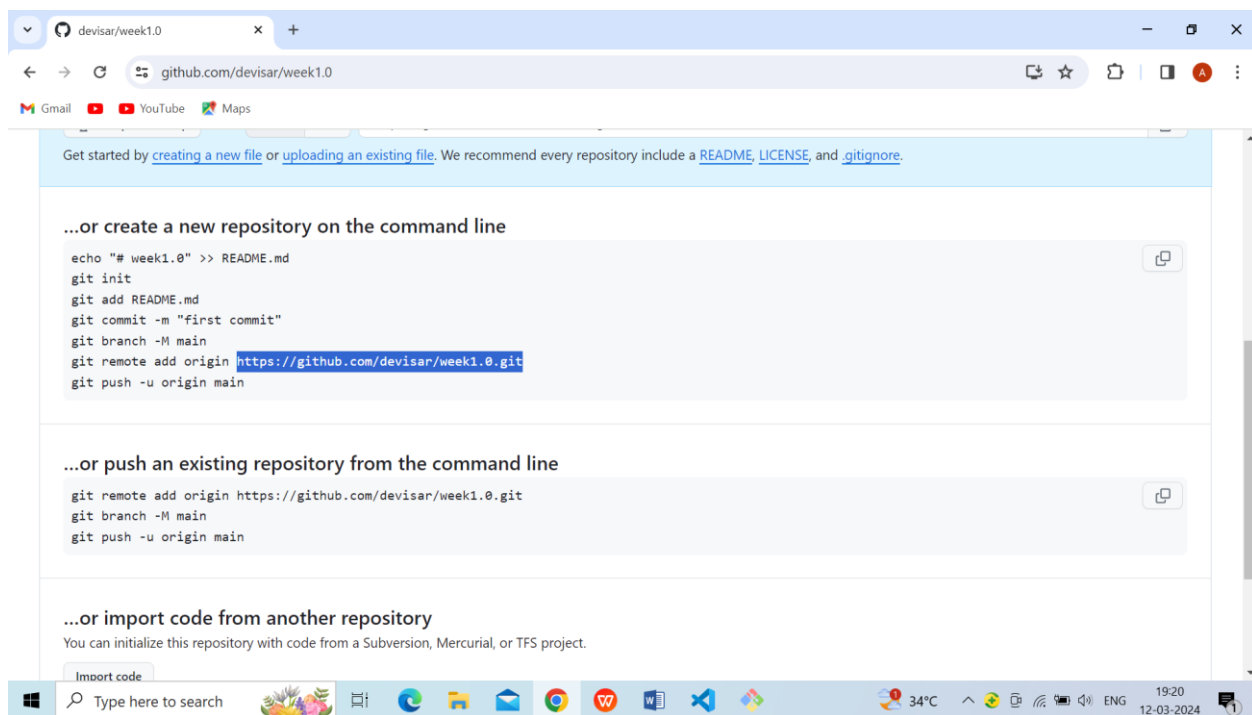 devisar/week1.0
github.com/devisar/week1.0
A
Gmail
YouTube
Maps
Get started by creating a new file or uploading an existing file. We recommend every repository include a README, LICENSE, and .gitignore.
...or create a new repository on the command line
echo "# week1.0" >> README.md
git init
git add README.md
git commit -m "first commit"
git branch -M main
git remote add origin https://github.com/devisar/week1.0.git
git push -u origin main
...or push an existing repository from the command line
git remote add origin https://github.com/devisar/week1.0.git
git branch -M main
git push -u origin main
...or import code from another repository
You can initialize this repository with code from a Subversion, Mercurial, or TFS project.
Import code
Type here to search
34°C
ENG
19:20
12-03-2024
1